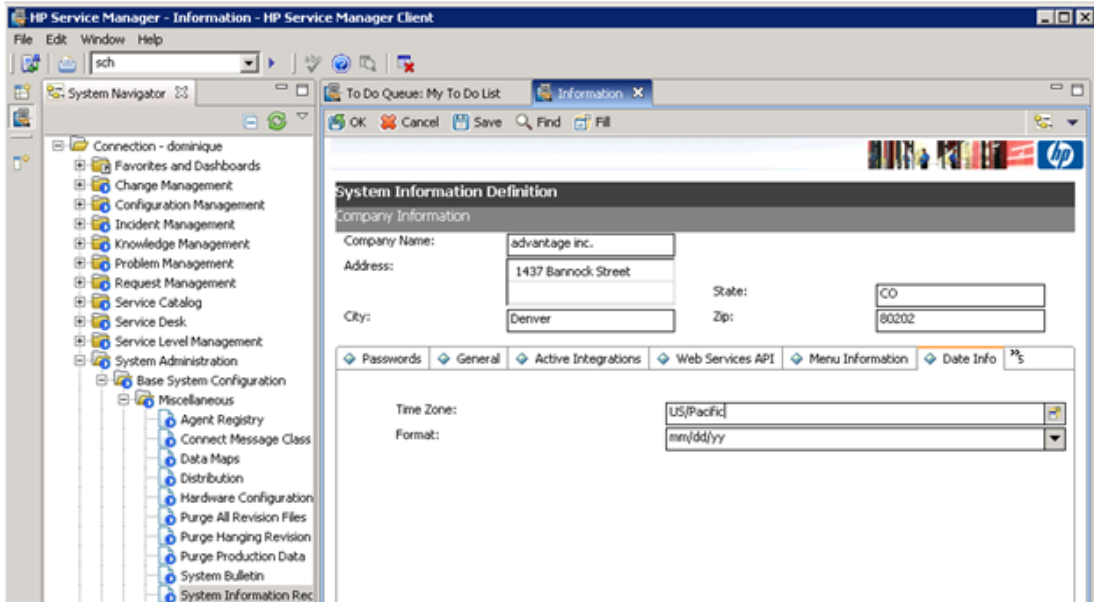 HP Service Manager - Information - HP Service Manager Client
File Edit Window Help
sch
System Navigator
To Do Queue: My To Do List
Information
OK Cancel Save Find Fill
Connection - dominique
Favorites and Dashboards
Change Management
Configuration Management
Incident Management
Knowledge Management
Problem Management
Request Management
Service Catalog
Service Desk
Service Level Management
System Administration
Base System Configuration
Miscellaneous
Agent Registry
Connect Message Class
Data Maps
Distribution
Hardware Configuration
Purge All Revision Files
Purge Hanging Revision
Purge Production Data
System Bulletin
System Information Rec
hp
System Information Definition
Company Information
Company Name: advantage inc.
Address: 1437 Bannock Street
State: CO
City: Denver Zip: 80202
Passwords General Active Integrations Web Services API Menu Information Date Info »5
Time Zone: US/Pacific
Format: mm/dd/yy